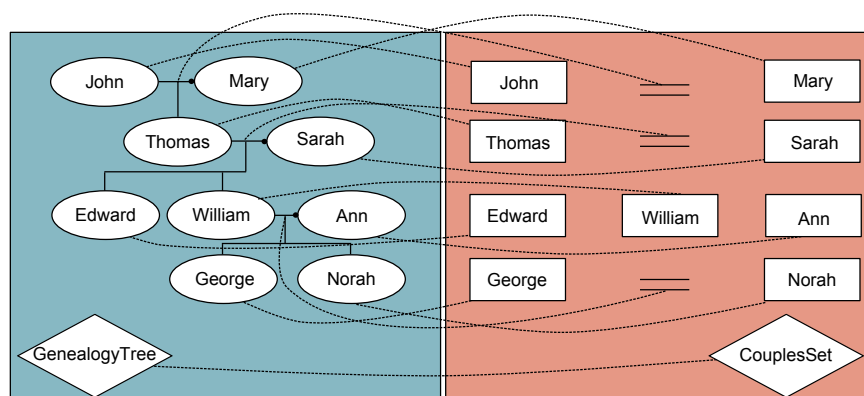 John
Mary
Thomas
Sarah
Edward
William
Ann
George
Norah
GenealogyTree
John
Mary
Thomas
Sarah
Edward
William
Ann
George
Norah
CouplesSet